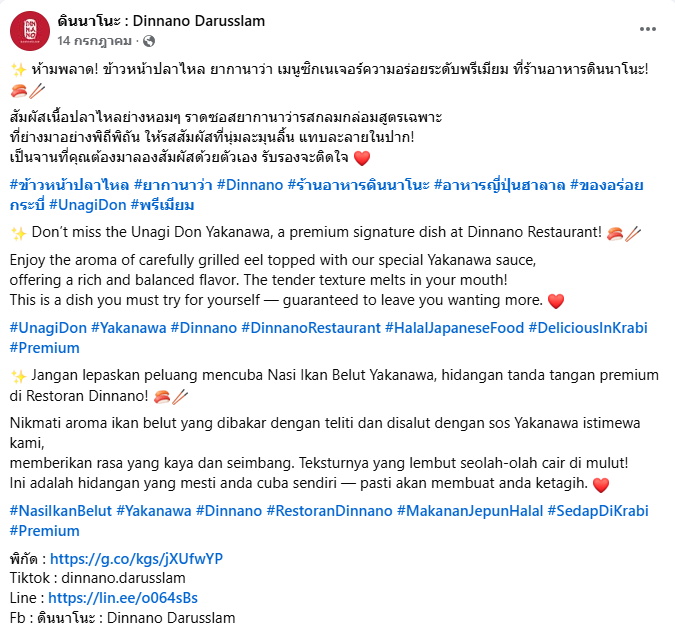 ดินนาโนะ : Dinnano Darusslam
14 กรกฎาคม ·
✨ ห้ามพลาด! ข้าวหน้าปลาไหล ยากานาว่า เมนูซิกเนเจอร์ความอร่อยระดับพรีเมียม ที่ร้านอาหารดินนาโนะ!
🍣🥢
สัมผัสเนื้อปลาไหลย่างหอมๆ ราดซอสยากานาว่ารสกลมกล่อมสูตรเฉพาะ
ที่ย่างมาอย่างพิถีพิถัน ให้รสสัมผัสที่นุ่มละมุนลิ้น แทบละลายในปาก!
เป็นจานที่คุณต้องมาลองสัมผัสด้วยตัวเอง รับรองจะติดใจ ♥️
#ข้าวหน้าปลาไหล #ยากานาว่า #Dinnano #ร้านอาหารดินนาโนะ #อาหารญี่ปุ่นฮาลาล #ของอร่อย
กระบี่ #UnagiDon #พรีเมียม
✨ Don’t miss the Unagi Don Yakanawa, a premium signature dish at Dinnano Restaurant! 🍣🥢
Enjoy the aroma of carefully grilled eel topped with our special Yakanawa sauce,
offering a rich and balanced flavor. The tender texture melts in your mouth!
This is a dish you must try for yourself — guaranteed to leave you wanting more. ♥️
#UnagiDon #Yakanawa #Dinnano #DinnanoRestaurant #HalalJapaneseFood #DeliciousInKrabi
#Premium
✨ Jangan lepaskan peluang mencuba Nasi Ikan Belut Yakanawa, hidangan tanda tangan premium
di Restoran Dinnano! 🍣🥢
Nikmati aroma ikan belut yang dibakar dengan teliti dan disalut dengan sos Yakanawa istimewa
kami,
memberikan rasa yang kaya dan seimbang. Teksturnya yang lembut seolah-olah cair di mulut!
Ini adalah hidangan yang mesti anda cuba sendiri — pasti akan membuat anda ketagih. ♥️
#NasiIkanBelut #Yakanawa #Dinnano #RestoranDinnano #MakananJepunHalal #SedapDiKrabi
#Premium
พิกัด : https://g.co/kgs/jXUfwYP
Tiktok : dinnano.darusslam
Line : https://lin.ee/o064sBs
Fb : ดินนาโนะ : Dinnano Darusslam